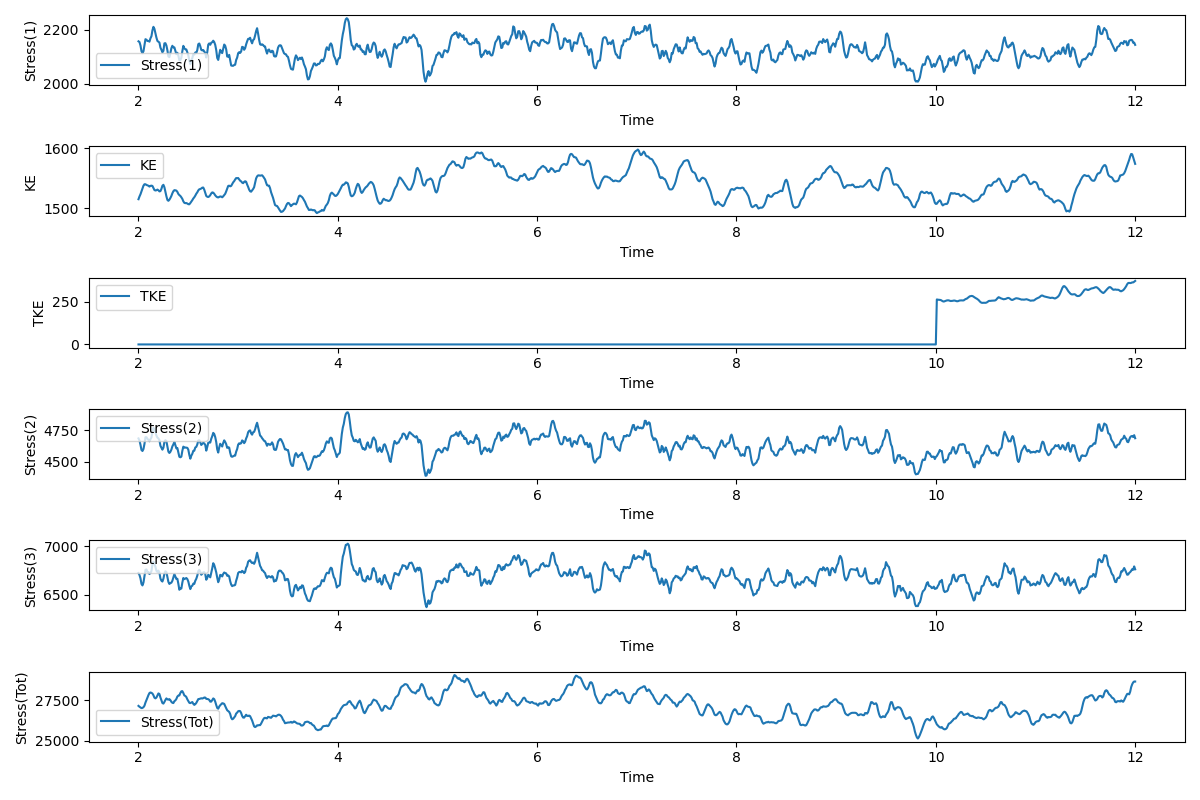 Stress(1)
2200
2000
Stress(1)
2 4 6 8 10 12
Time
KE
1600
1500
KE
2 4 6 8 10 12
Time
TKE
250
0
TKE
2 4 6 8 10 12
Time
Stress(2)
4750
4500
Stress(2)
2 4 6 8 10 12
Time
Stress(3)
7000
6500
Stress(3)
2 4 6 8 10 12
Time
Stress(Tot)
27500
25000
Stress(Tot)
2 4 6 8 10 12
Time